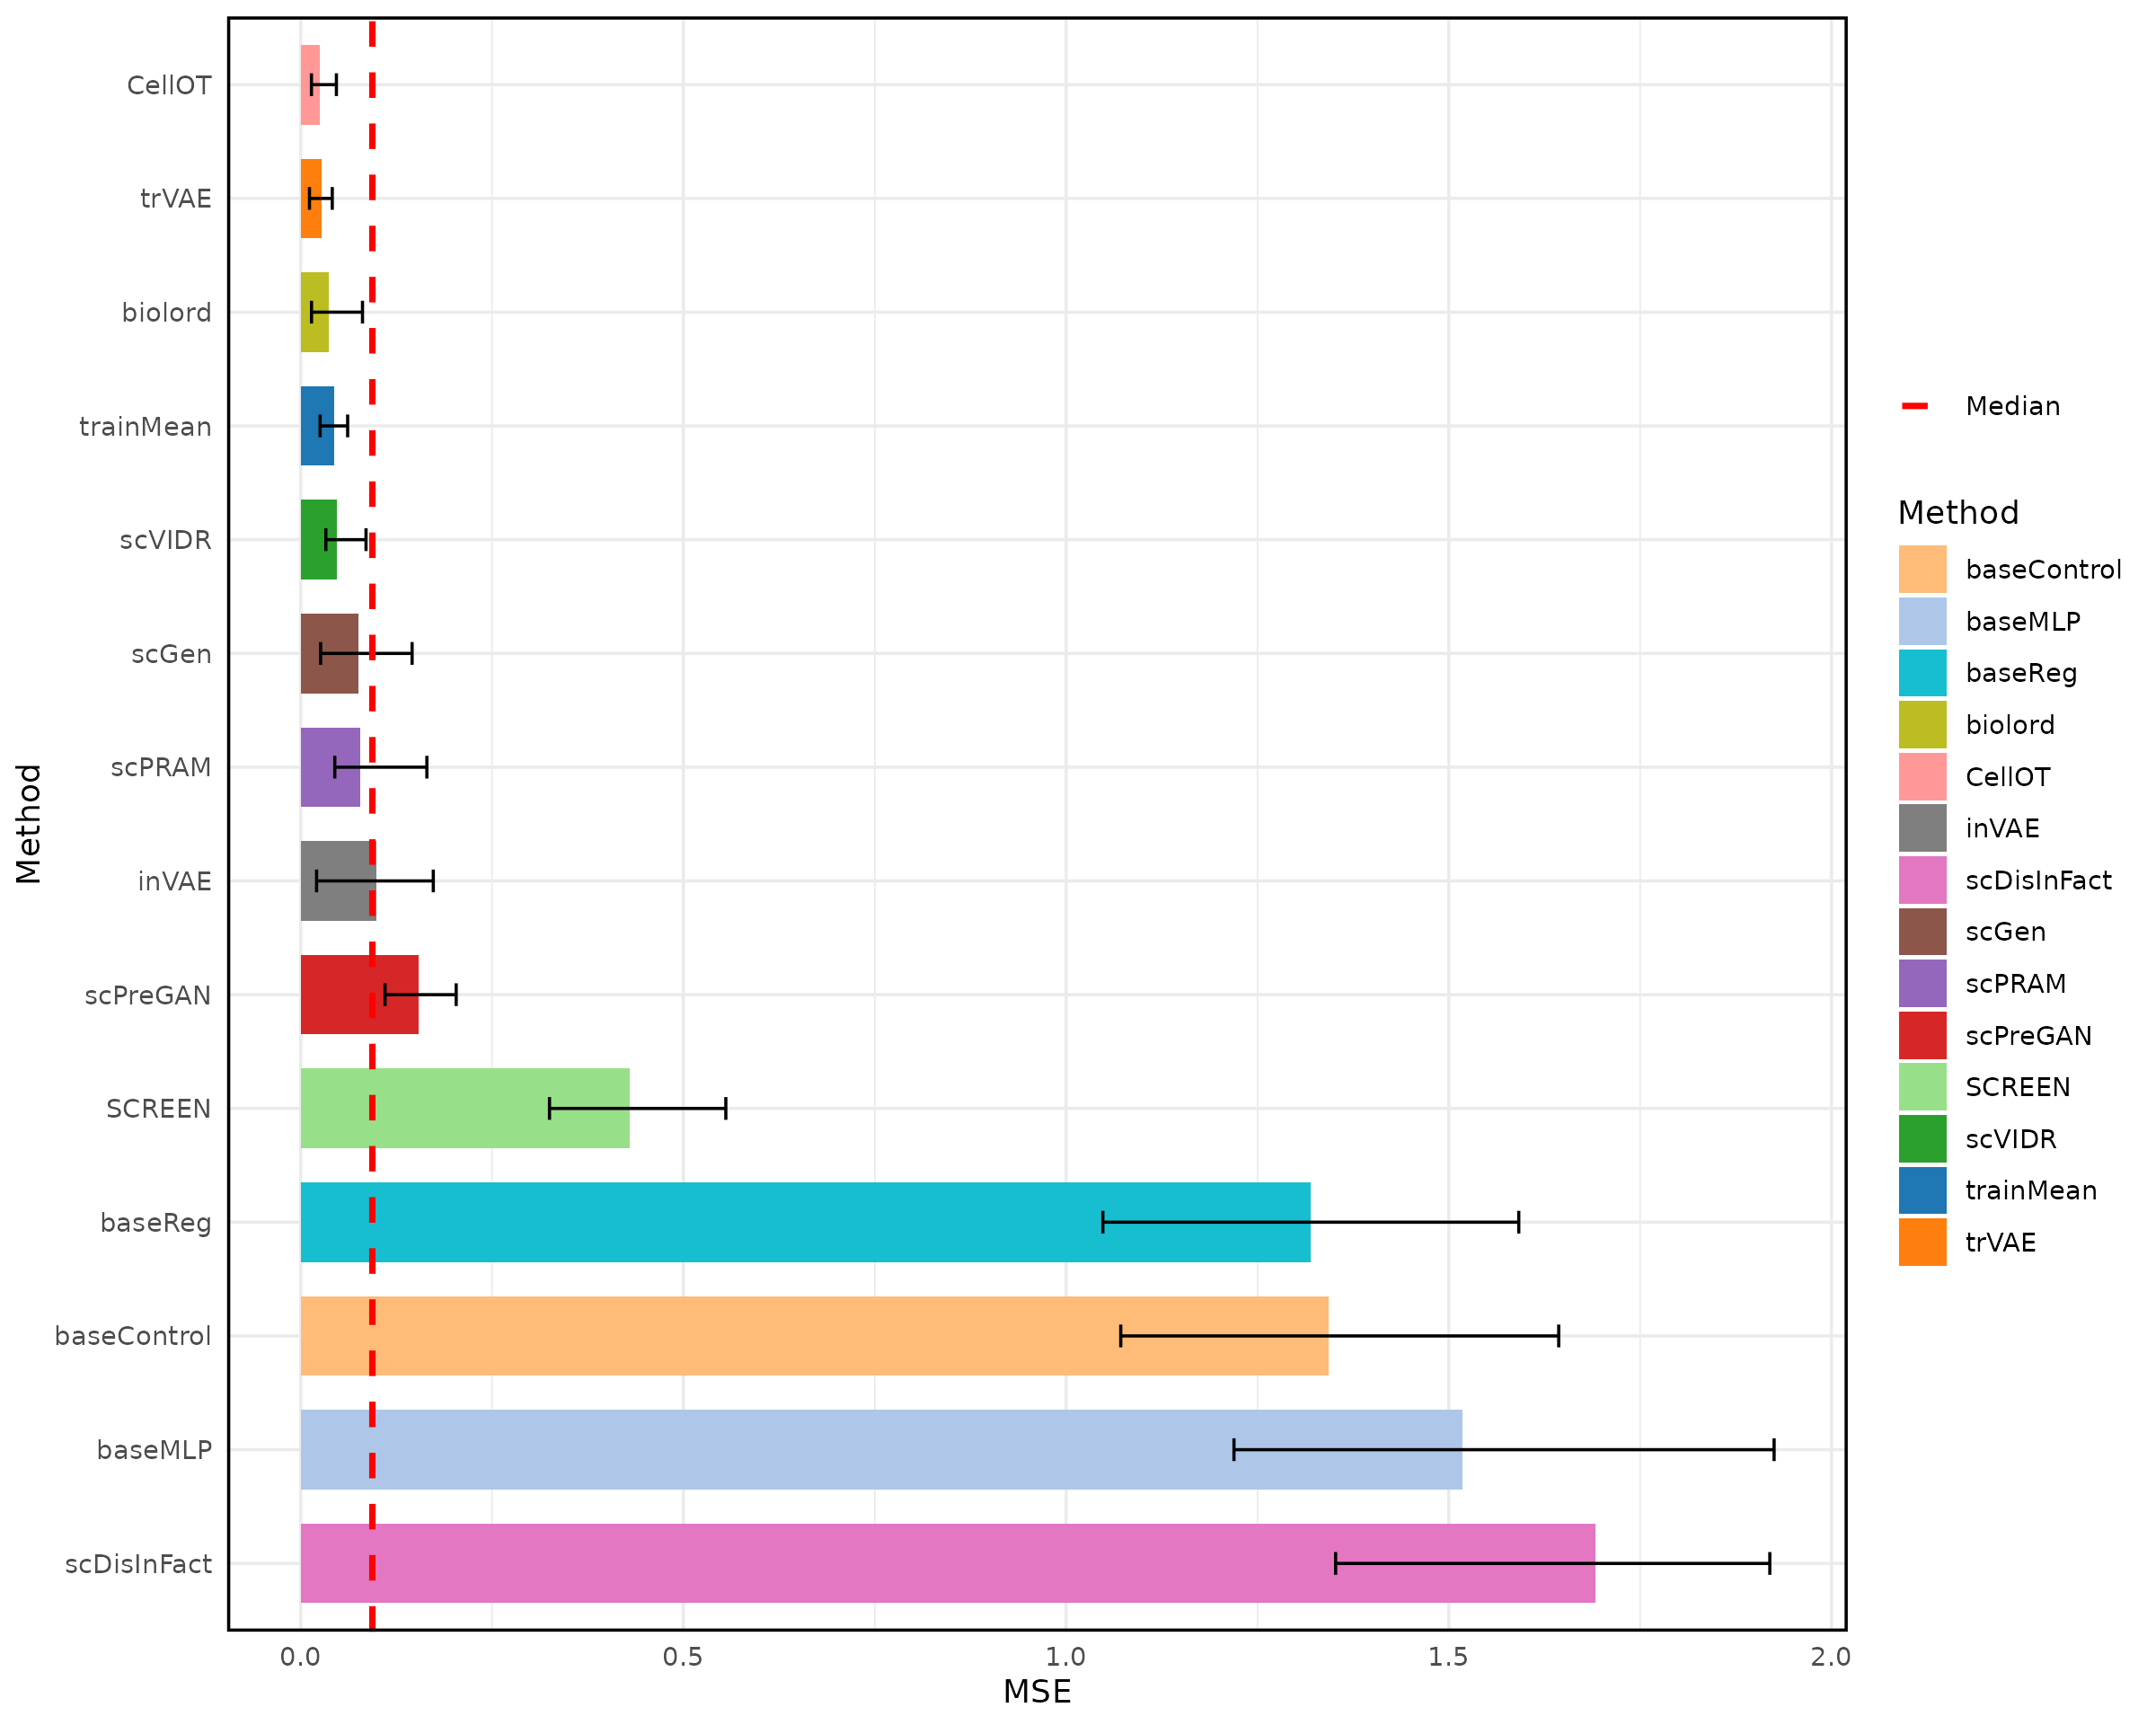 CellOT
trVAE
biolord
trainMean
scVIDR
scGen
scPRAM
inVAE
scPreGAN
SCREEN
baseReg
baseControl
baseMLP
scDisInFact
Method
0.0 0.5 1.0 1.5 2.0
MSE
Median
Method
baseControl
baseMLP
baseReg
biolord
CellOT
inVAE
scDisInFact
scGen
scPRAM
scPreGAN
SCREEN
scVIDR
trainMean
trVAE